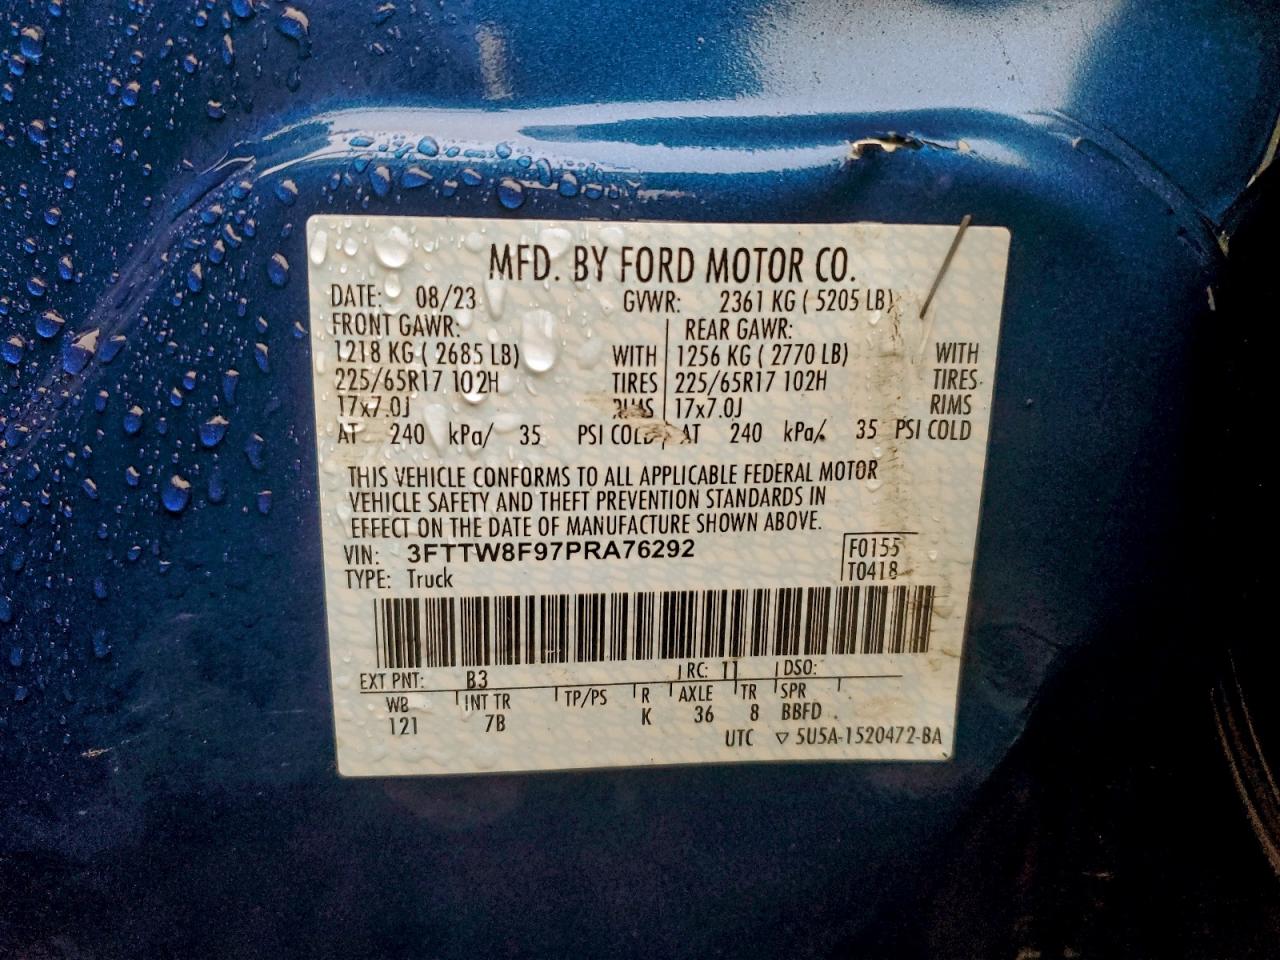 MFD. BY FORD MOTOR CO.
DATE: 08/23 GVWR: 2361 KG ( 5205 LB)
FRONT GAWR: REAR GAWR:
1218 KG ( 2685 LB) WITH 1256 KG ( 2770 LB) WITH
225/65R17 102H TIRES 225/65R17 102H TIRES
17x7.0J RIMS 17x7.0J RIMS
AT 240 kPa/ 35 PSI COLD AT 240 kPa/ 35 PSI COLD
THIS VEHICLE CONFORMS TO ALL APPLICABLE FEDERAL MOTOR
VEHICLE SAFETY AND THEFT PREVENTION STANDARDS IN
EFFECT ON THE DATE OF MANUFACTURE SHOWN ABOVE.
VIN: 3FTTW8F97PRA76292 F0155
TYPE: Truck T0418
EXT PNT: B3 RC: 11 DSO:
WB INT TR TP/PS R AXLE TR SPR
121 7B K 36 8 BBFD
UTC ▽ 5U5A-1520472-BA